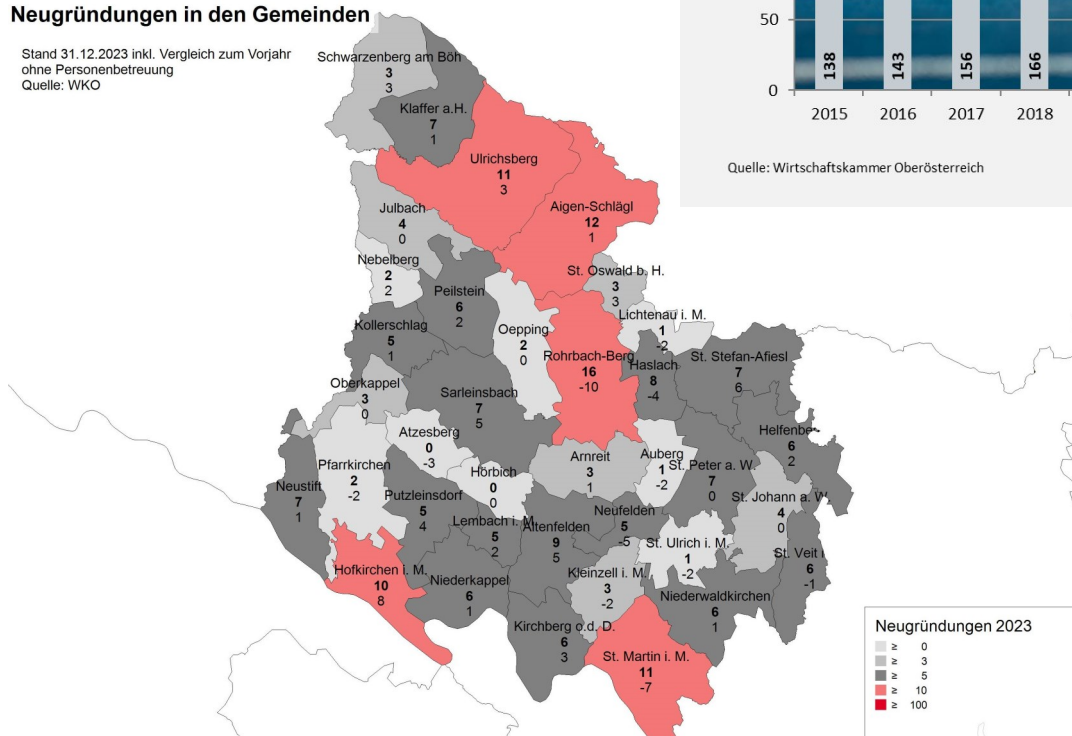 Neugründungen in den Gemeinden
Stand 31.12.2023 inkl. Vergleich zum Vorjahr
ohne Personenbetreuung
Quelle: WKO
50
0
138
143
156
166
2015
2016
2017
2018
Quelle: Wirtschaftskammer Oberösterreich
Schwarzenberg am Böh
3
3
Klaffer a.H.
7
1
Ulrichsberg
11
3
Aigen-Schlägl
12
1
Julbach
4
0
Nebelberg
2
2
Peilstein
6
2
St. Oswald b. H.
3
3
Lichtenau i. M.
1
-2
Oepping
2
0
Kollerschlag
5
1
Rohrbach-Berg
16
-10
Haslach
8
-4
St. Stefan-Afiesl
7
6
Oberkappel
3
0
Sarleinsbach
7
5
Helfenbe
6
2
Atzesberg
0
-3
Pfarrkirchen
2
-2
Hörbich
0
0
Arnreit
3
1
Auberg
1
-2
St. Peter a. W.
7
0
Neustift
7
1
Putzleinsdorf
5
4
Lembach i. M.
5
2
Altenfelden
9
5
Neufelden
5
-5
St. Johann a. W.
4
0
St. Ulrich i. M.
1
-2
St. Veit i
6
-1
Hofkirchen i. M.
10
8
Niederkappel
6
1
Kleinzell i. M.
3
-2
Niederwaldkirchen
6
1
Kirchberg o.d. D.
6
3
St. Martin i. M.
11
-7
Neugründungen 2023
≥ 0
≥ 3
≥ 5
≥ 10
≥ 100